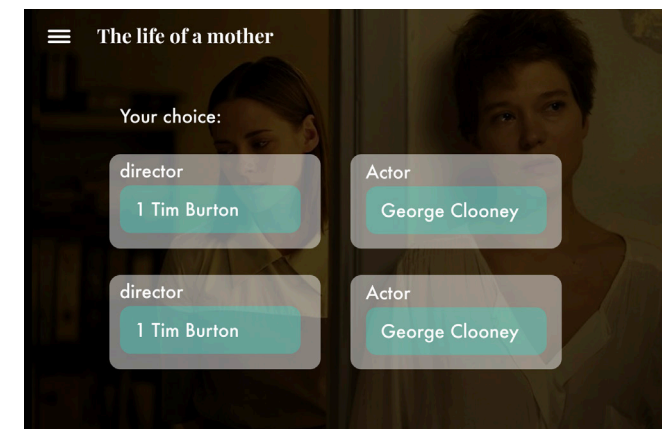 The life of a mother
Your choice:
director
1 Tim Burton
Actor
George Clooney
director
1 Tim Burton
Actor
George Clooney